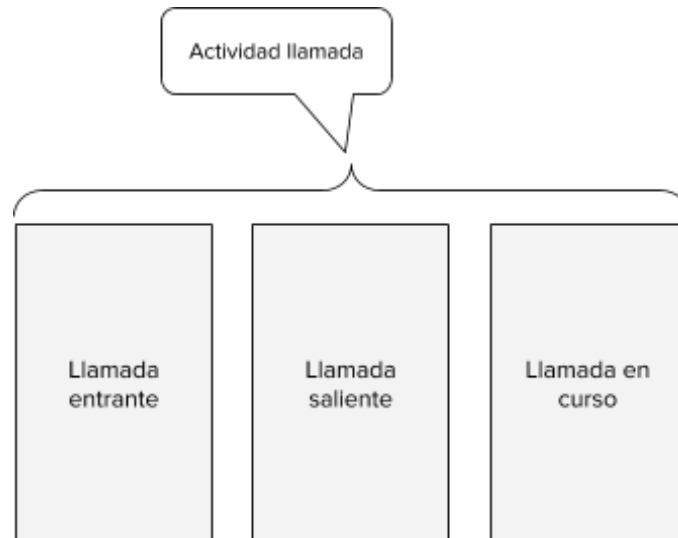 Actividad llamada
Llamada
entrante
Llamada
saliente
Llamada en
curso